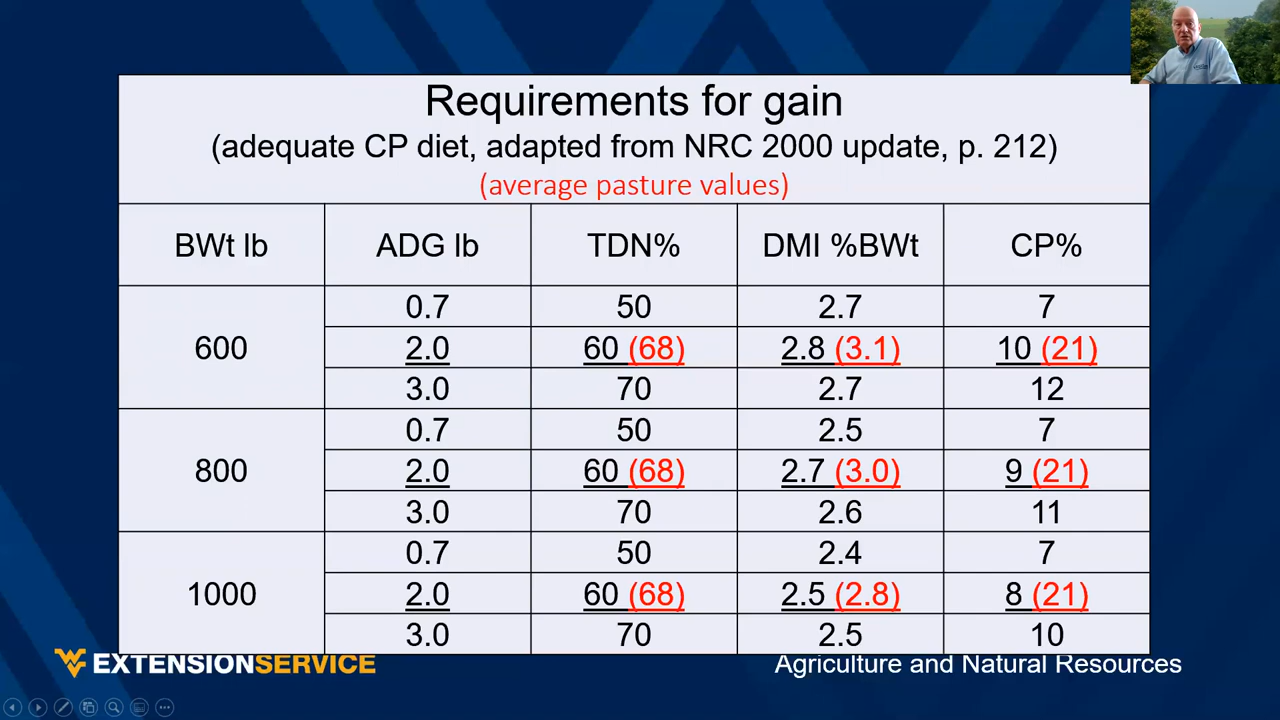 Requirements for gain
(adequate CP diet, adapted from NRC 2000 update, p. 212)
(average pasture values)
BWt lb ADG lb TDN% DMI %BWt CP%
600
0.7 50 2.7 7
2.0 60 (68) 2.8 (3.1) 10 (21)
3.0 70 2.7 12
800
0.7 50 2.5 7
2.0 60 (68) 2.7 (3.0) 9 (21)
3.0 70 2.6 11
1000
0.7 50 2.4 7
2.0 60 (68) 2.5 (2.8) 8 (21)
3.0 70 2.5 10
EXTENSIONSERVICE
Agriculture and Natural Resources